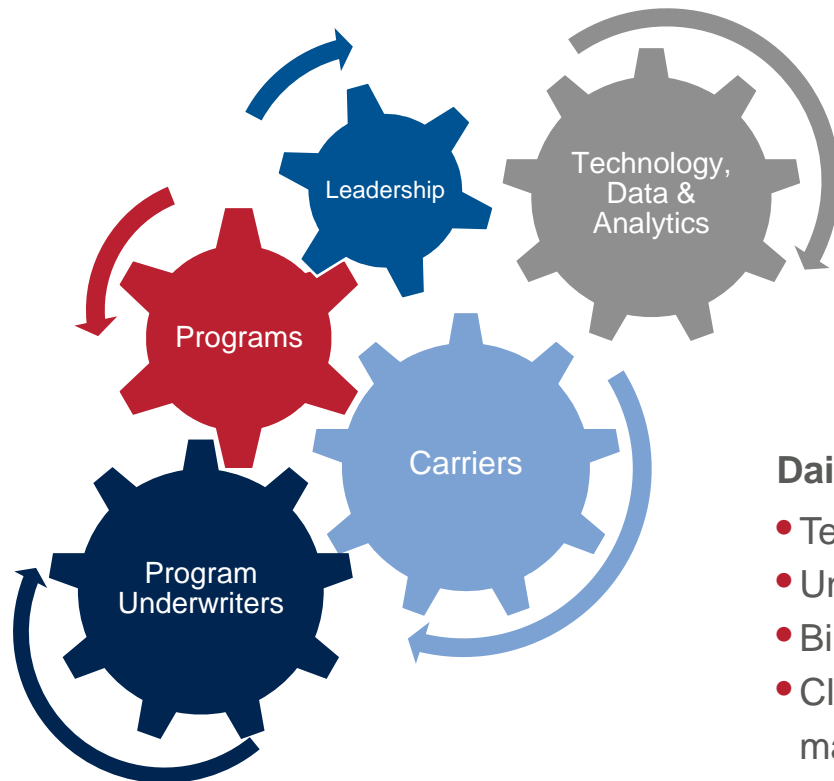 Leadership
Technology,
Data &
Analytics
Programs
Carriers
Program
Underwriters